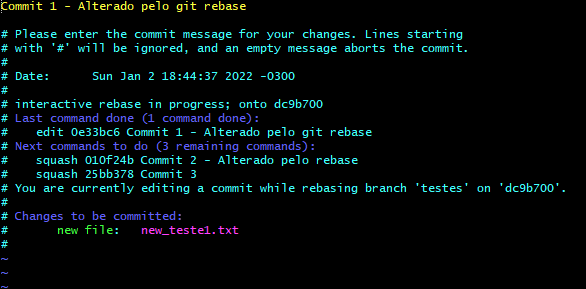 Commit 1 - Alterado pelo git rebase

# Please enter the commit message for your changes. Lines starting
# with '#' will be ignored, and an empty message aborts the commit.
#
# Date:      Sun Jan 2 18:44:37 2022 -0300
#
# interactive rebase in progress; onto dc9b700
# Last command done (1 command done):
#    edit 0e33bc6 Commit 1 - Alterado pelo git rebase
# Next commands to do (3 remaining commands):
#    squash 010f24b Commit 2 - Alterado pelo rebase
#    squash 25bb378 Commit 3
# You are currently editing a commit while rebasing branch 'testes' on 'dc9b700'.
#
# Changes to be committed:
#       new file:   new_teste1.txt
#
~
~
~